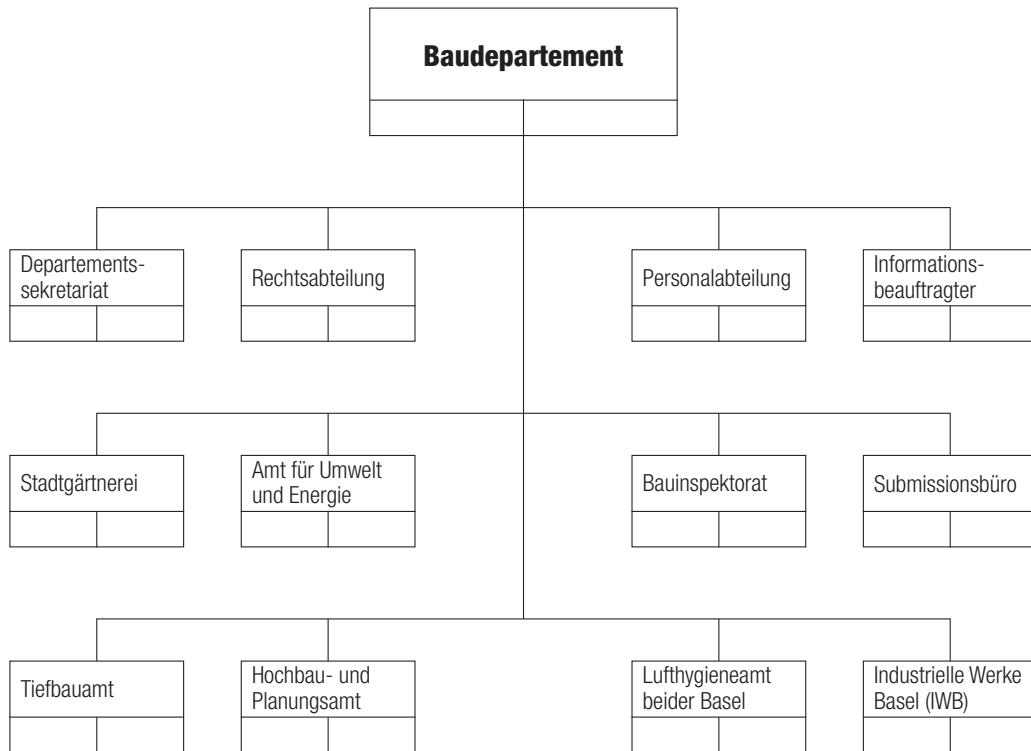 Baudepartement
Departements-
sekretariat
Rechtsabteilung
Personalabteilung
Informations-
beauftragter
Stadtgärtnerei
Amt für Umwelt
und Energie
Bauinspektorat
Submissionsbüro
Tiefbauamt
Hochbau- und
Planungsamt
Lufthygieneamt
beider Basel
Industrielle Werke
Basel (IWB)